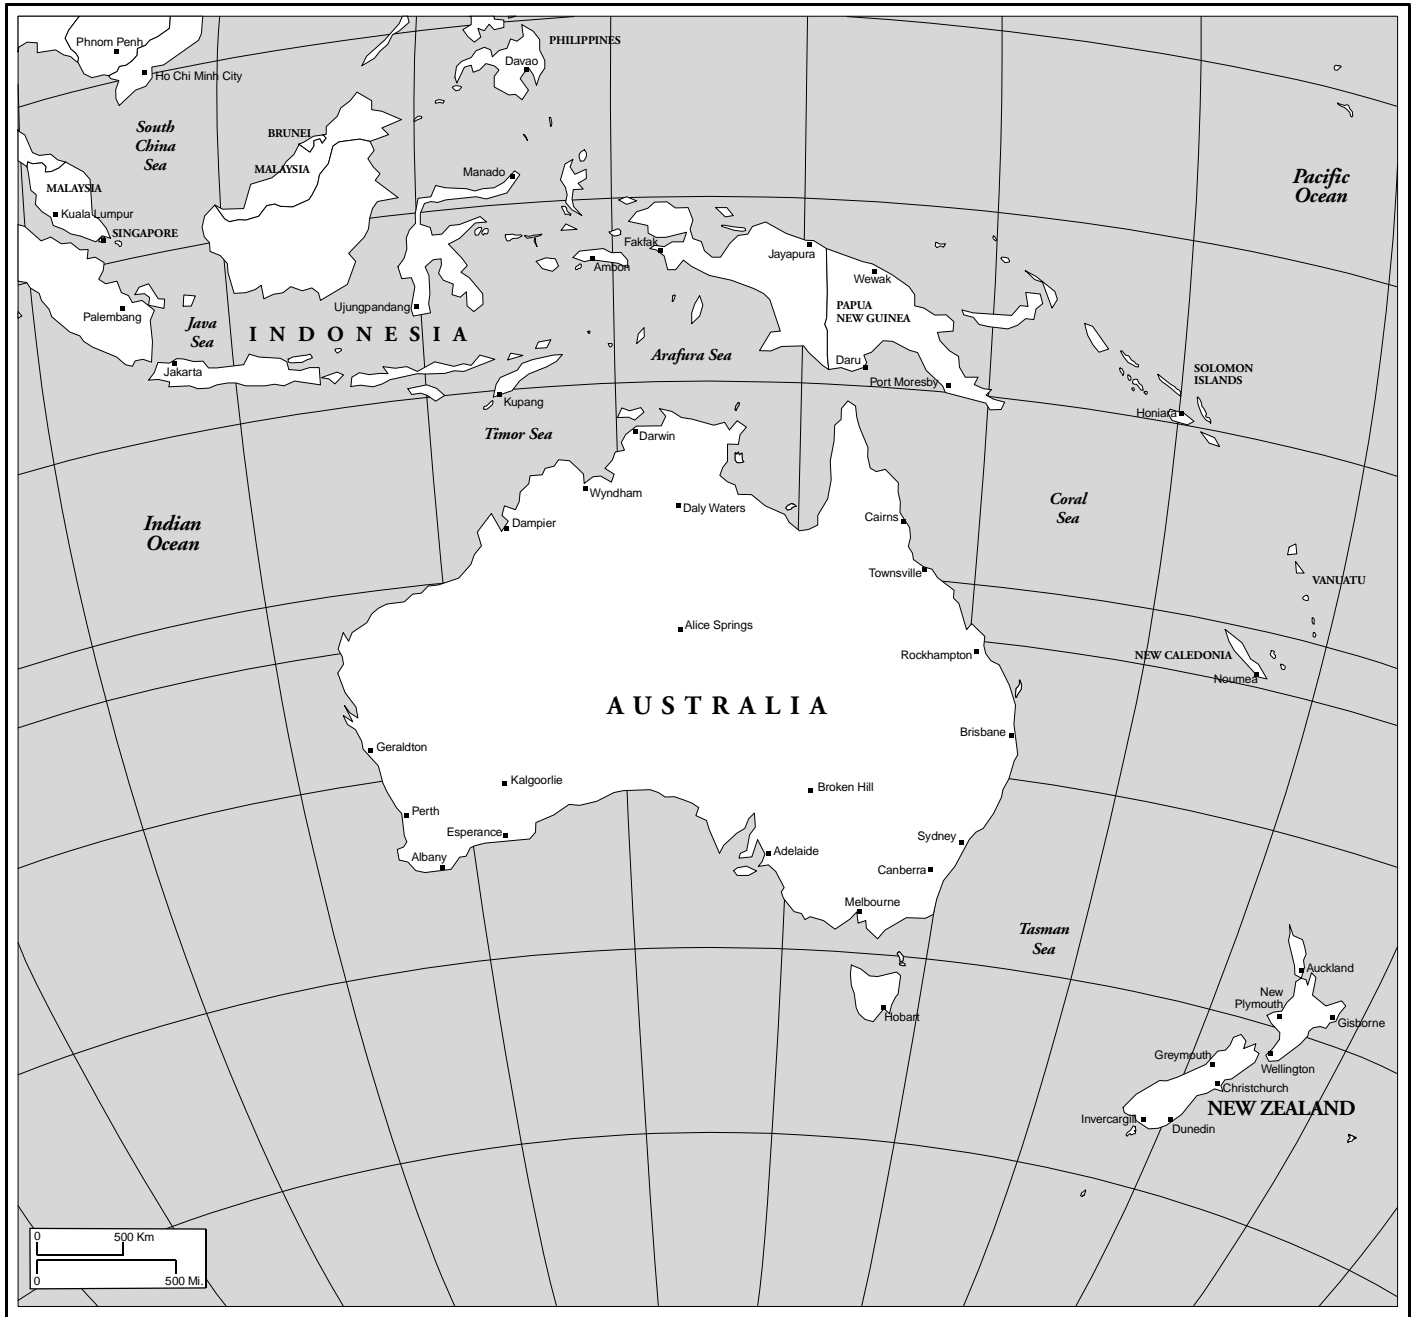 Phnom Penh
Ho Chi Minh City
PHILIPPINES
Davao
South
China
Sea
BRUNEI
MALAYSIA
MALAYSIA
Kuala Lumpur
SINGAPORE
Manado
Pacific
Ocean
Fakfak
Ambon
Jayapura
Wewak
Palembang
Java
Sea
Ujungpandang
INDONESIA
PAPUA
NEW GUINEA
Arafura Sea
Daru
Port Moresby
Jakarta
Kupang
SOLOMON
ISLANDS
Honiara
Timor Sea
Darwin
Wyndham
Daly Waters
Dampier
Indian
Ocean
Coral
Sea
Cairns
Townsville
VANUATU
Alice Springs
Rockhampton
NEW CALEDONIA
Noumea
AUSTRALIA
Brisbane
Geraldton
Kalgoorlie
Broken Hill
Perth
Esperance
Albany
Adelaide
Sydney
Canberra
Melbourne
Tasman
Sea
Hobart
Auckland
New
Plymouth
Gisborne
Greymouth
Wellington
Christchurch
NEW ZEALAND
Invercargill
Dunedin
0 500 Km
0 500 Mi.